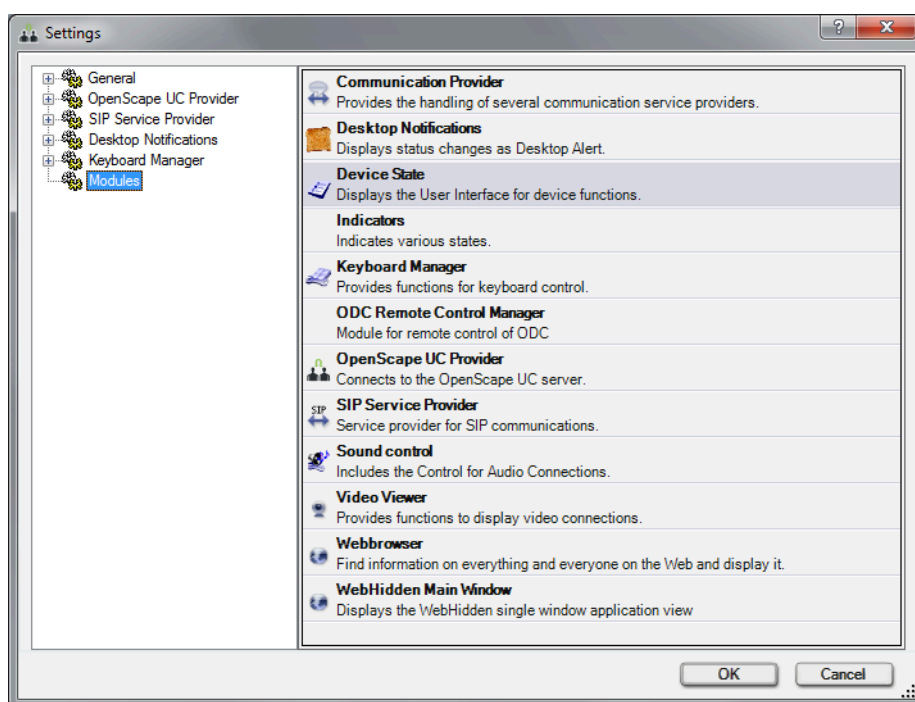 Settings
General
OpenScape UC Provider
SIP Service Provider
Desktop Notifications
Keyboard Manager
Modules
Communication Provider
Provides the handling of several communication service providers.
Desktop Notifications
Displays status changes as Desktop Alert.
Device State
Displays the User Interface for device functions.
Indicators
Indicates various states.
Keyboard Manager
Provides functions for keyboard control.
ODC Remote Control Manager
Module for remote control of ODC
OpenScape UC Provider
Connects to the OpenScape UC server.
SIP
SIP Service Provider
Service provider for SIP communications.
Sound control
Includes the Control for Audio Connections.
Video Viewer
Provides functions to display video connections.
Webbrowser
Find information on everything and everyone on the Web and display it.
WebHidden Main Window
Displays the WebHidden single window application view
OK
Cancel